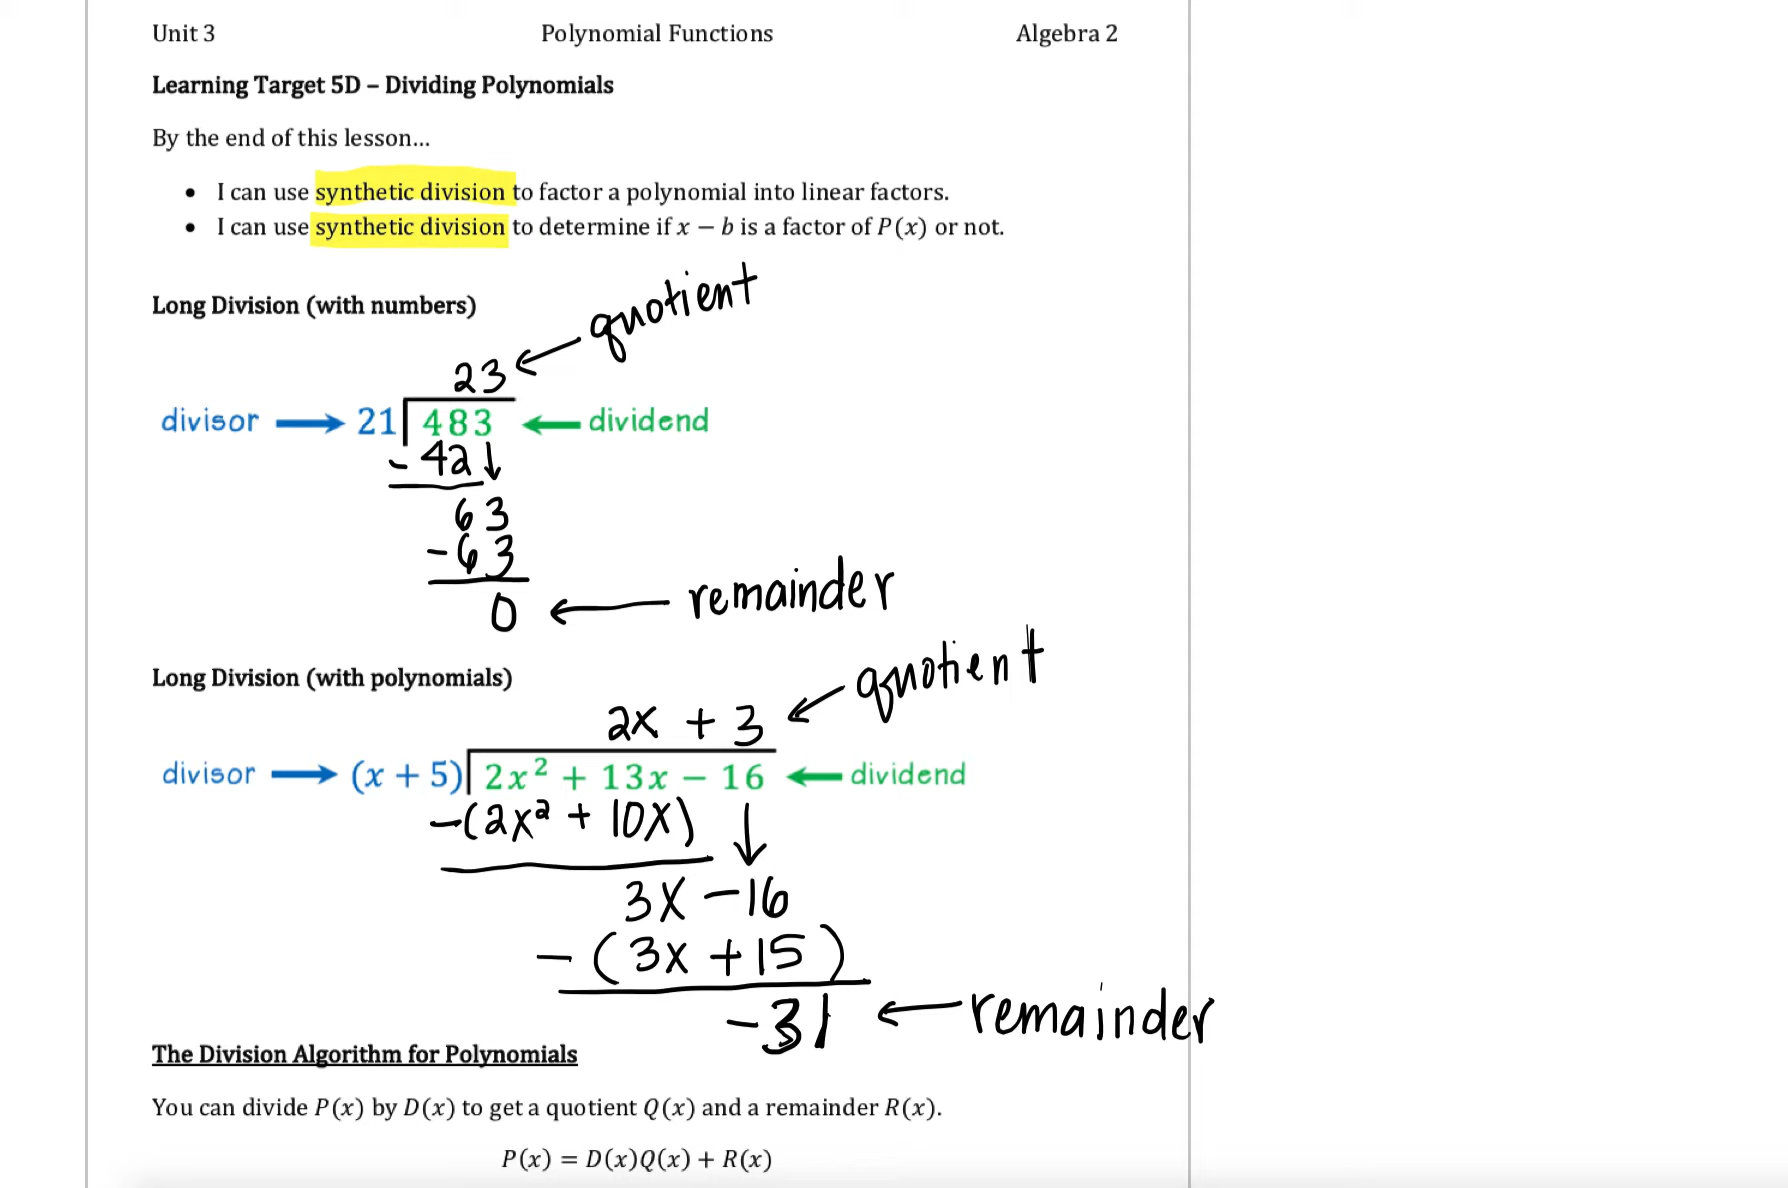 Unit 3 Polynomial Functions Algebra 2
Learning Target 5D – Dividing Polynomials
By the end of this lesson...
• I can use synthetic division to factor a polynomial into linear factors.
• I can use synthetic division to determine if x − b is a factor of P(x) or not.
Long Division (with numbers)
23 ← quotient
divisor → 21 483 ← dividend
- 42 ↓
63
- 63
0 ← remainder
Long Division (with polynomials)
2x + 3 ← quotient
divisor → (x + 5) 2x² + 13x − 16 ← dividend
-(2x² + 10x) ↓
3x - 16
- (3x + 15)
-31 ← remainder
The Division Algorithm for Polynomials
You can divide P(x) by D(x) to get a quotient Q(x) and a remainder R(x).
P(x) = D(x)Q(x) + R(x)